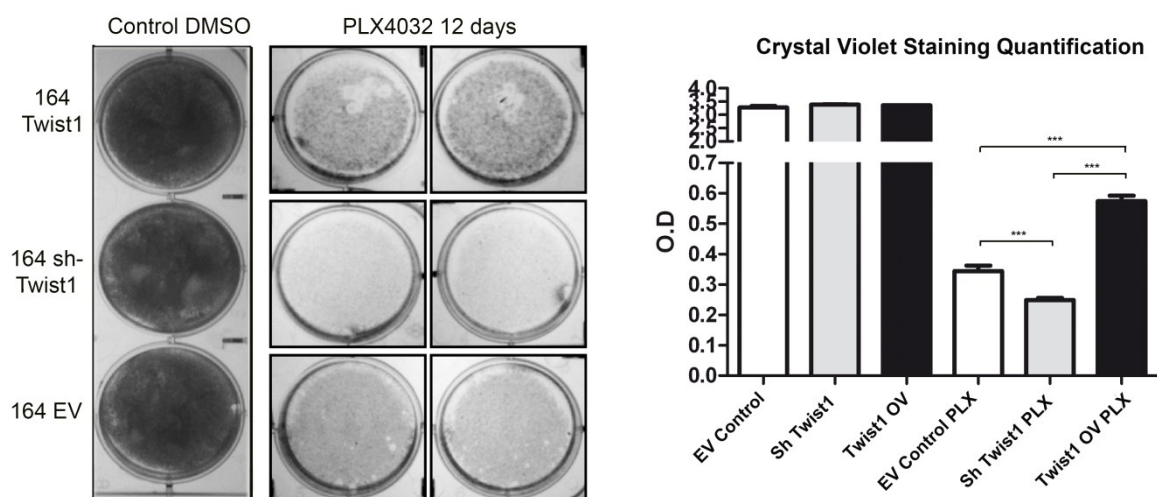 Control DMSO
PLX4032 12 days
164
Twist1
164 sh-
Twist1
164 EV
Crystal Violet Staining Quantification
O.D
4.0
3.5
3.0
2.5
2.0
0.7
0.6
0.5
0.4
0.3
0.2
0.1
0.0
***
***
***
EV Control
Sh Twist1
Twist1 OV
EV Control PLX
Sh Twist1 PLX
Twist1 OV PLX